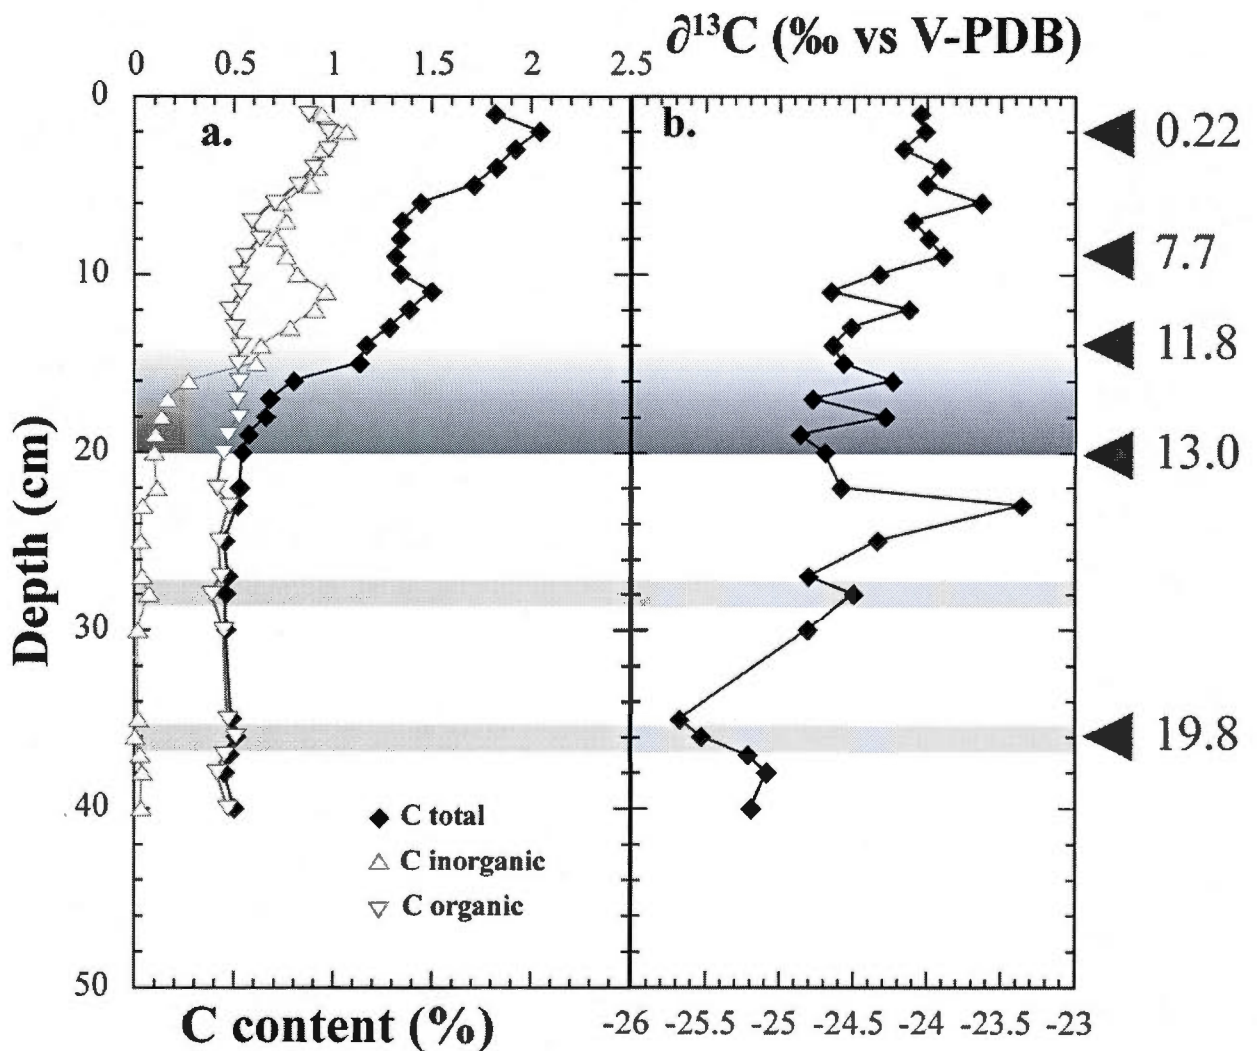 ∂¹³C (‰ vs V-PDB)
0 0.5 1 1.5 2 2.5
0
10
20
30
40
50
Depth (cm)
a.
b.
C total
C inorganic
C organic
0.22
7.7
11.8
13.0
19.8
C content (%)
-26 -25.5 -25 -24.5 -24 -23.5 -23